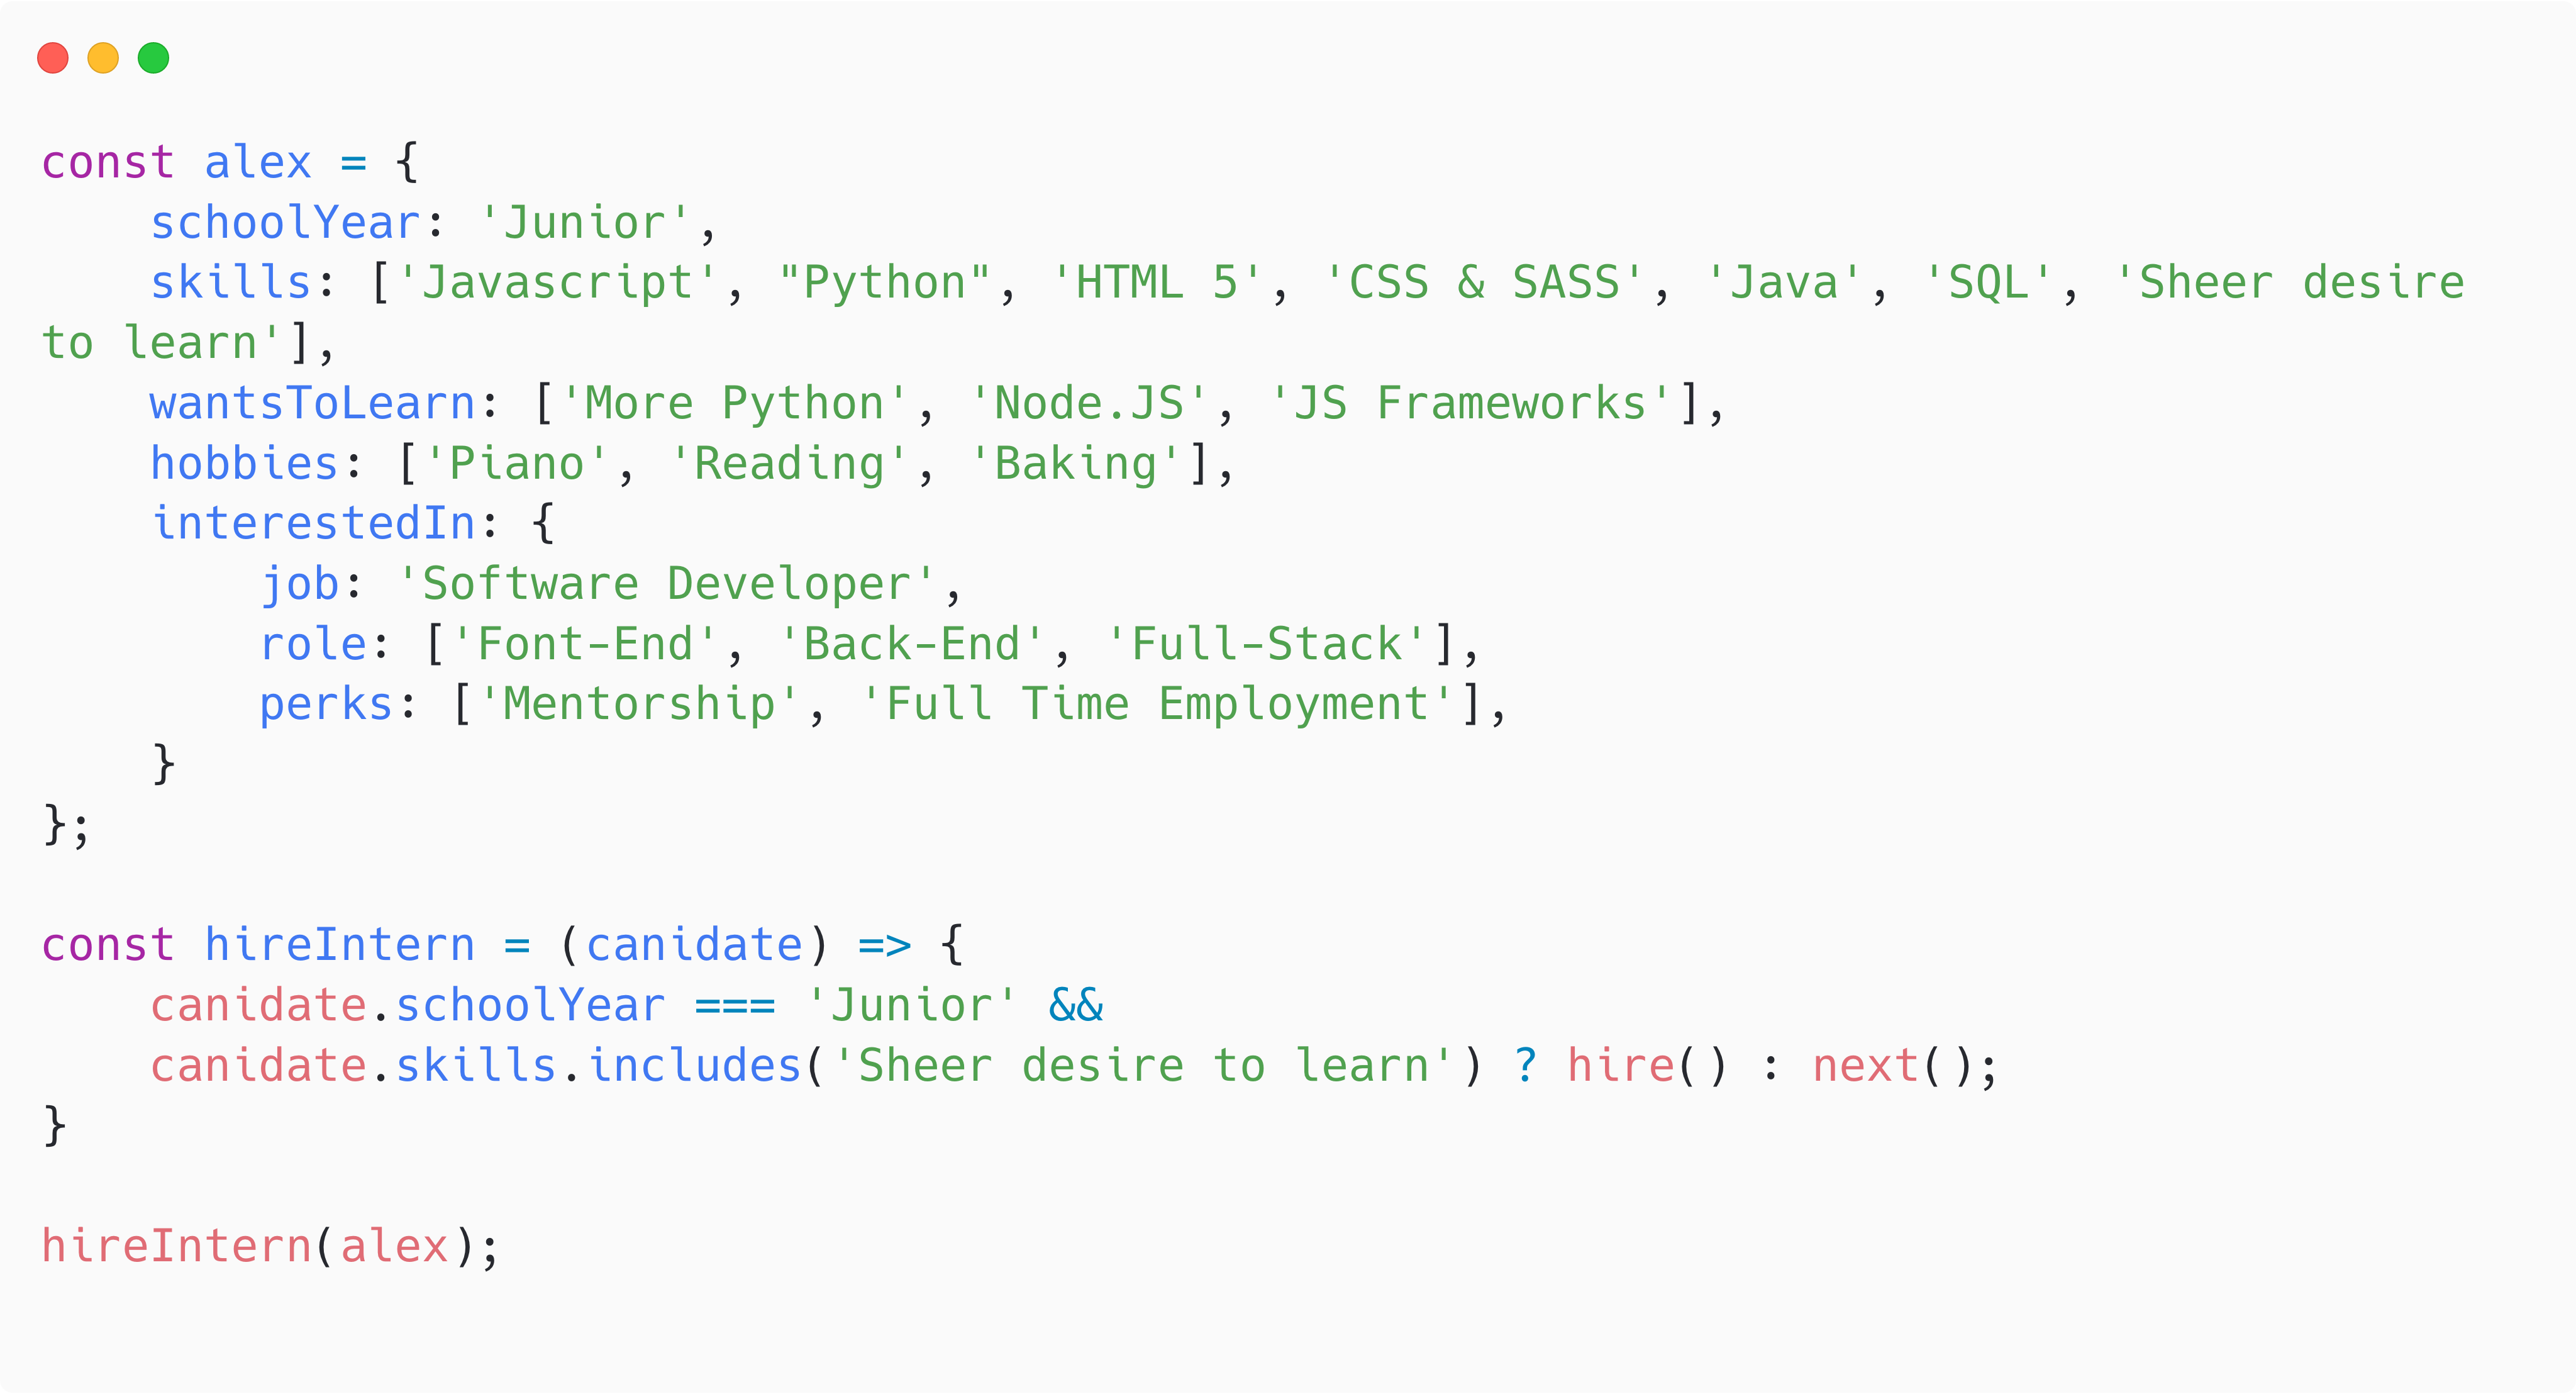 const alex = {
    schoolYear: 'Junior',
    skills: ['Javascript', "Python", 'HTML 5', 'CSS & SASS', 'Java', 'SQL', 'Sheer desire
to learn'],
    wantsToLearn: ['More Python', 'Node.JS', 'JS Frameworks'],
    hobbies: ['Piano', 'Reading', 'Baking'],
    interestedIn: {
        job: 'Software Developer',
        role: ['Font-End', 'Back-End', 'Full-Stack'],
        perks: ['Mentorship', 'Full Time Employment'],
    }
};

const hireIntern = (canidate) => {
    canidate.schoolYear === 'Junior' &&
    canidate.skills.includes('Sheer desire to learn') ? hire() : next();
}

hireIntern(alex);